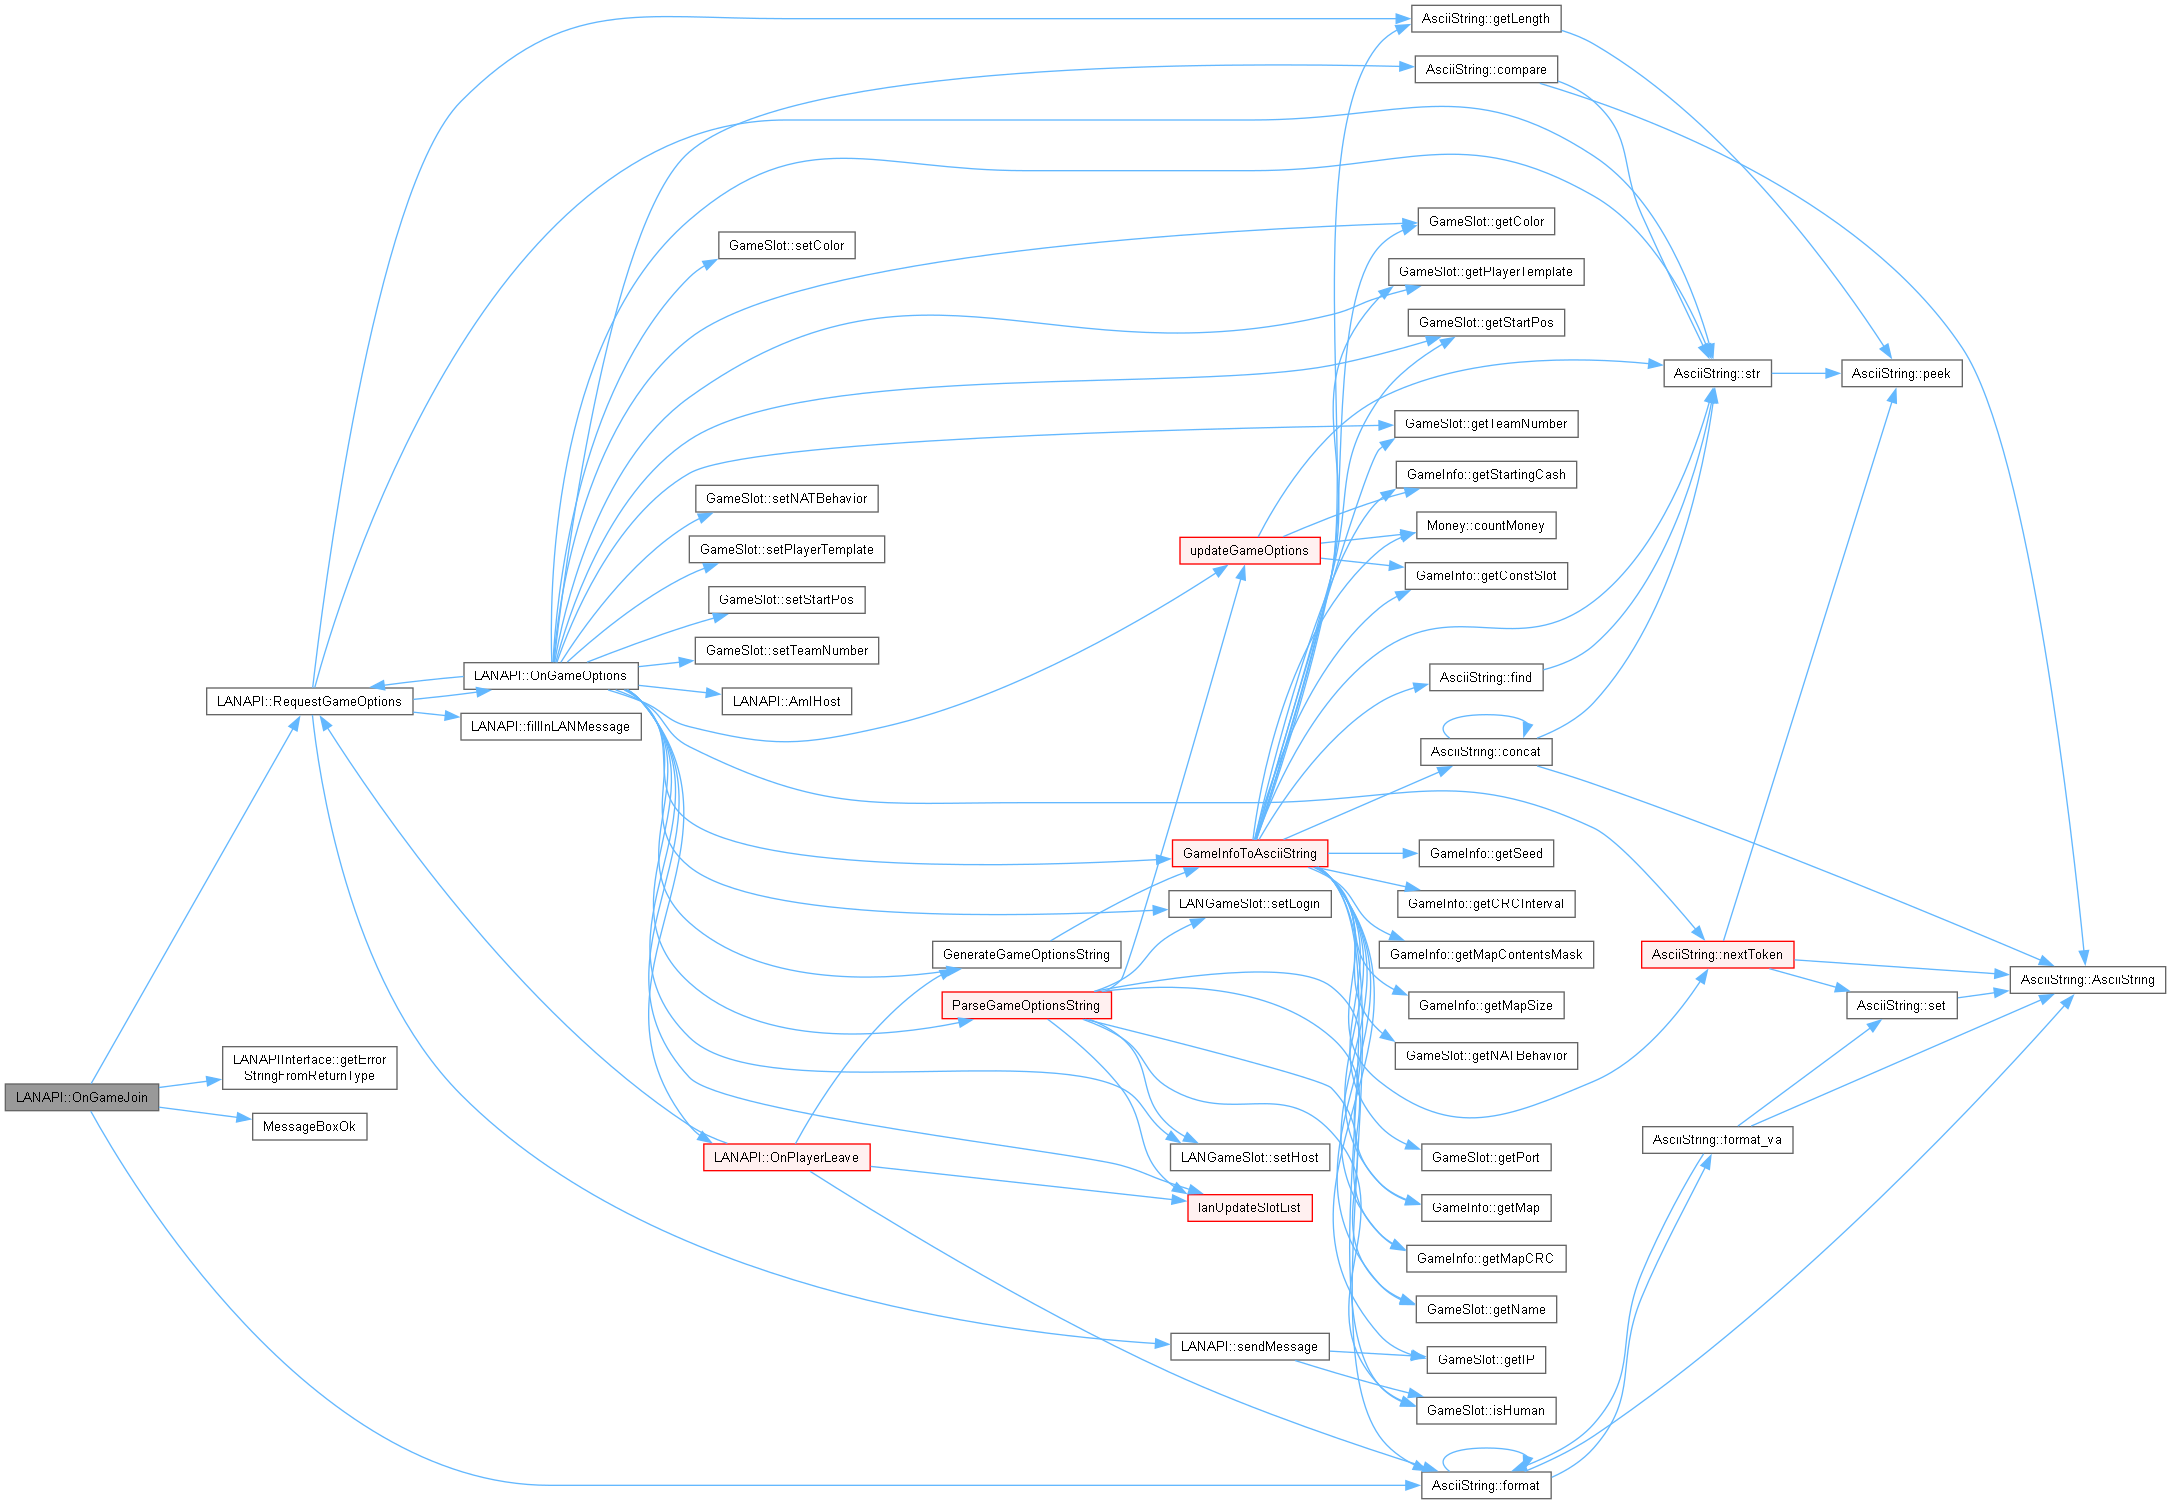 AsciiString::getLength
AsciiString::compare
GameSlot::getColor
GameSlot::setColor
GameSlot::getPlayerTemplate
GameSlot::getStartPos
AsciiString::str
AsciiString::peek
GameSlot::getTeamNumber
GameInfo::getStartingCash
GameSlot::setNATBehavior
Money::countMoney
GameSlot::setPlayerTemplate
updateGameOptions
GameInfo::getConstSlot
GameSlot::setStartPos
GameSlot::setTeamNumber
LANAPI::OnGameOptions
AsciiString::find
LANAPI::RequestGameOptions
LANAPI::AmIHost
LANAPI::fillInLANMessage
AsciiString::concat
GameInfoToAsciiString
GameInfo::getSeed
LANGameSlot::setLogin
GameInfo::getCRCInterval
GenerateGameOptionsString
GameInfo::getMapContentsMask
AsciiString::nextToken
AsciiString::AsciiString
ParseGameOptionsString
GameInfo::getMapSize
AsciiString::set
GameSlot::getNATBehavior
LANAPIInterface::getError
StringFromReturnType
LANAPI::OnGameJoin
MessageBoxOk
AsciiString::format_va
LANAPI::OnPlayerLeave
LANGameSlot::setHost
GameSlot::getPort
lanUpdateSlotList
GameInfo::getMap
GameInfo::getMapCRC
GameSlot::getName
LANAPI::sendMessage
GameSlot::getIP
GameSlot::isHuman
AsciiString::format